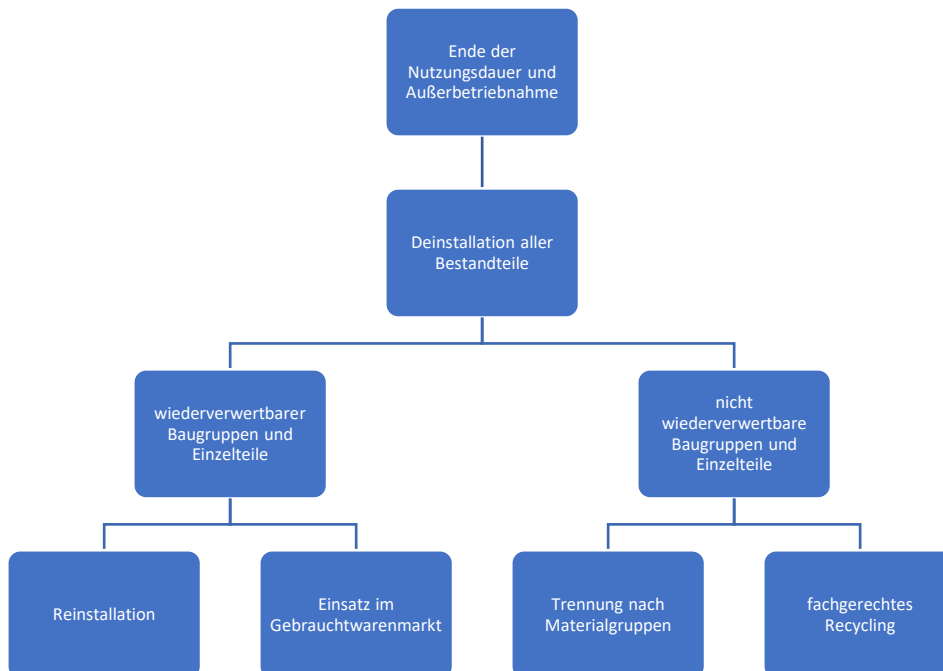 Ende der
Nutzungsdauer und
Außerbetriebnahme
Deinstallation aller
Bestandteile
wiederverwertbarer
Baugruppen und
Einzelteile
nicht
wiederverwertbare
Baugruppen und
Einzelteile
Reinstallation
Einsatz im
Gebrauchtwarenmarkt
Trennung nach
Materialgruppen
fachgerechtes
Recycling